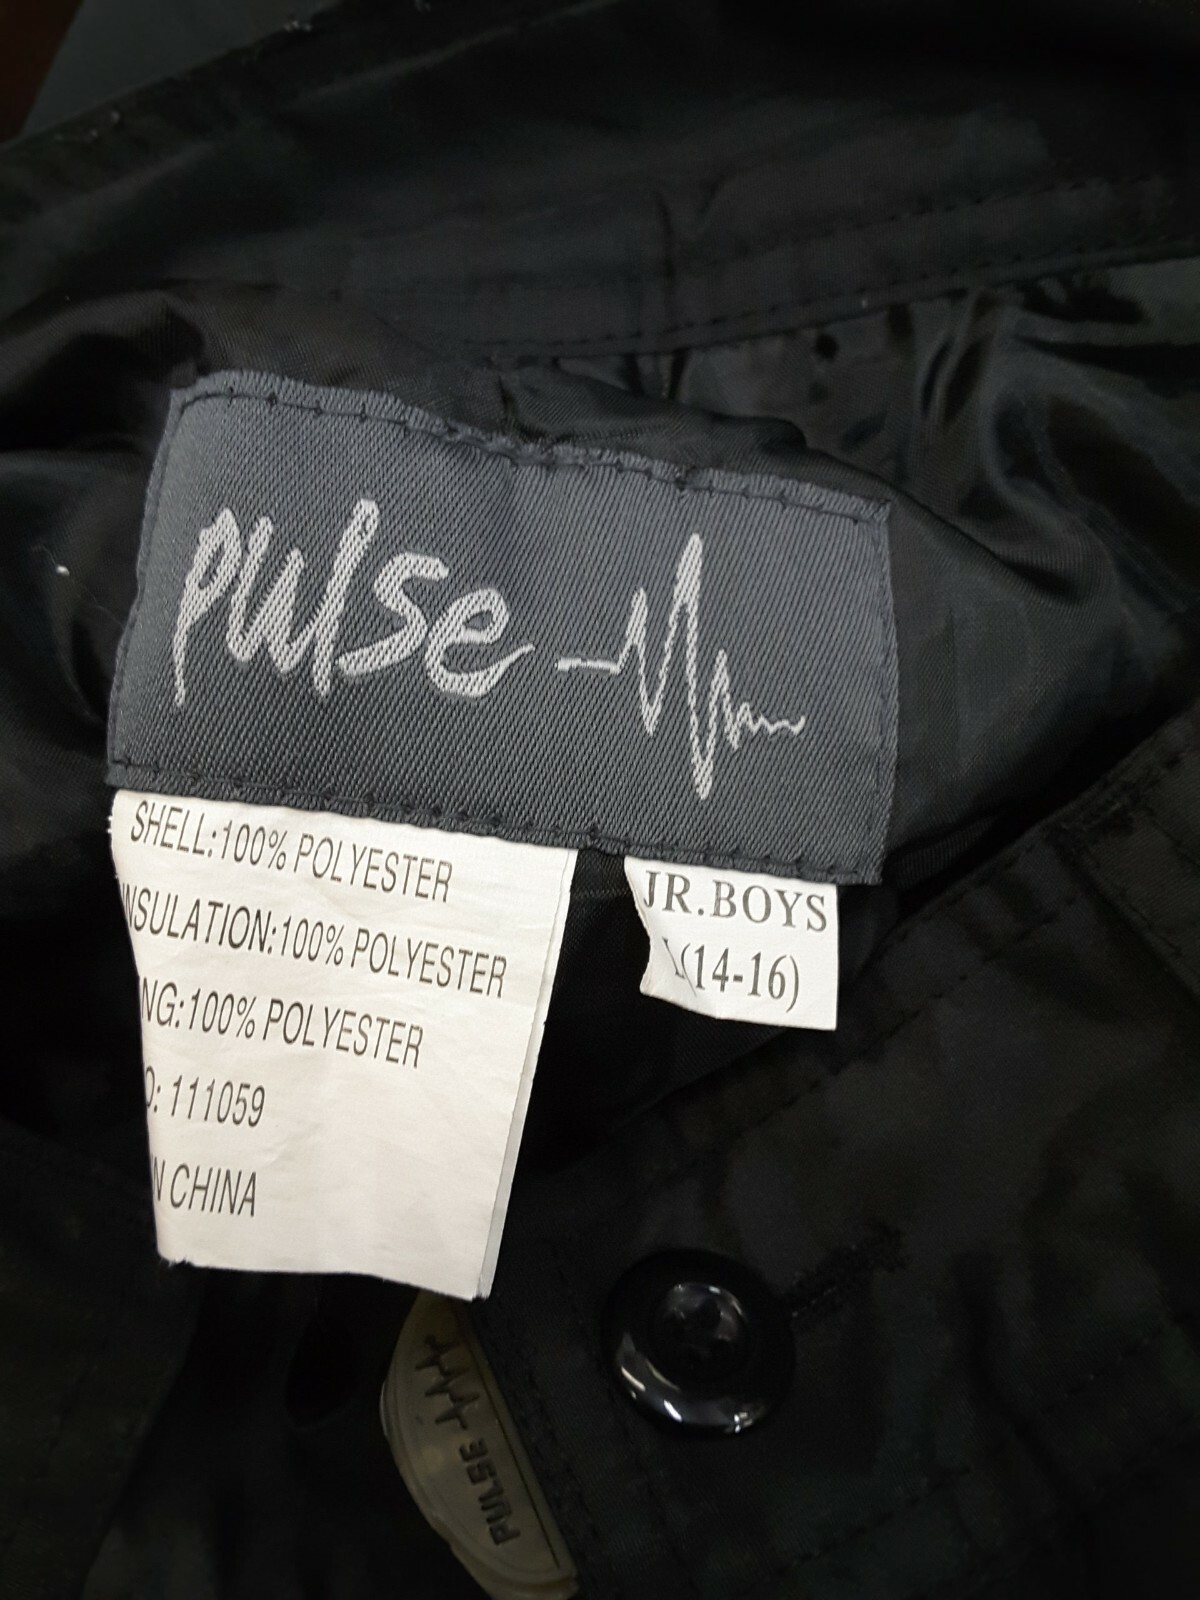 pulse
SHELL:100% POLYESTER
NSULATION:100% POLYESTER
NG:100% POLYESTER
O: 111059
N CHINA
JR.BOYS
(14-16)
PULSE